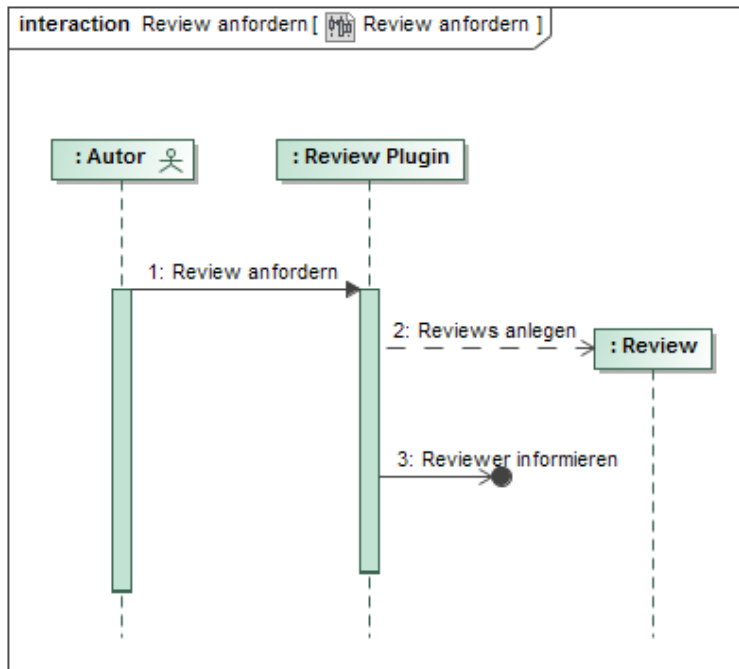 interaction Review anfordern [ Review anfordern ]
: Autor
: Review Plugin
1: Review anfordern
2: Reviews anlegen
: Review
3: Reviewer informieren